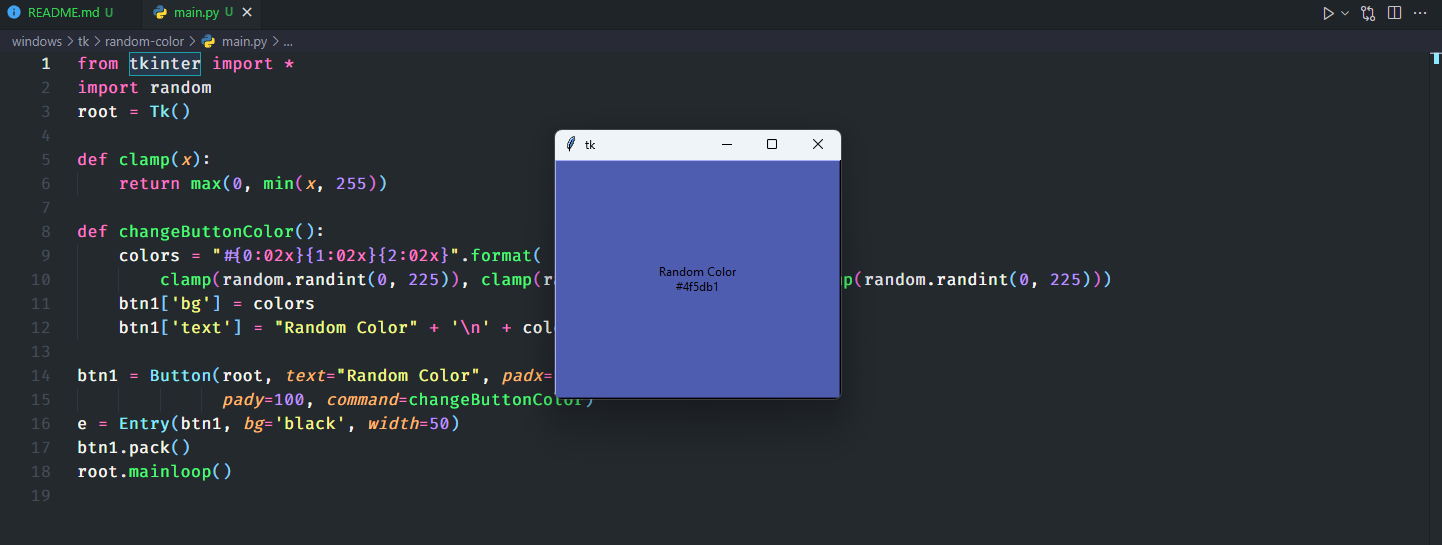 README.md U main.py U
windows > tk > random-color > main.py > ...
1 from tkinter import *
2 import random
3 root = Tk()
4
5 def clamp(x):
6 return max(0, min(x, 255))
7
8 def changeButtonColor():
9 colors = "#{0:02x}{1:02x}{2:02x}".format(
10 clamp(random.randint(0, 225)), clamp( (random.randint(0, 225)))
11 btn1['bg'] = colors
12 btn1['text'] = "Random Color" + '\n' +
13
14 btn1 = Button(root, text="Random Color", padx=
15 pady=100, command=changeButtonColor)
16 e = Entry(btn1, bg='black', width=50)
17 btn1.pack()
18 root.mainloop()
19
tk
Random Color
#4f5db1